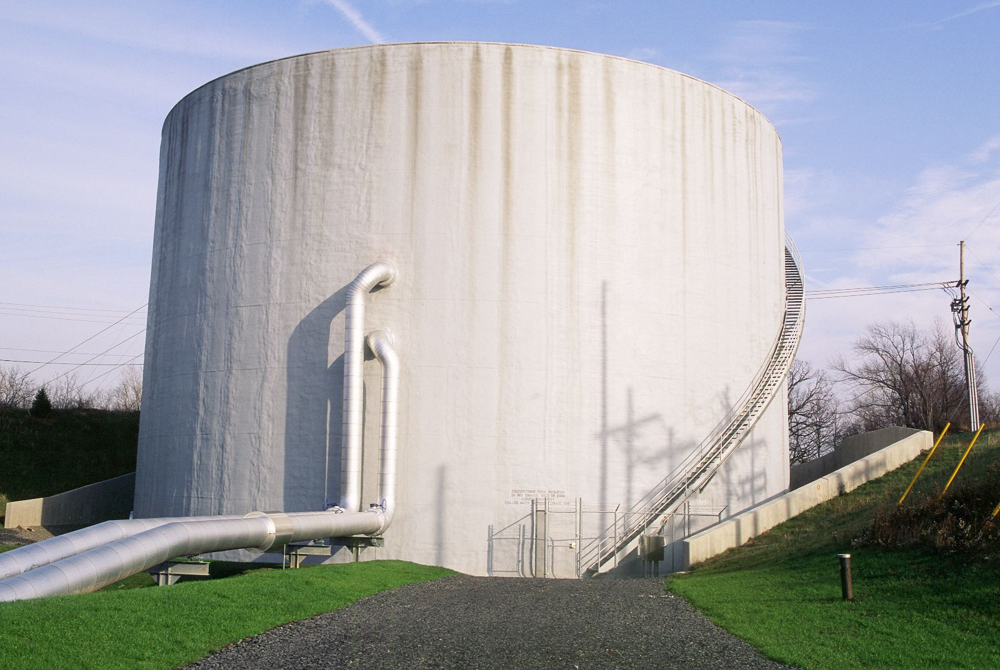 POLYURETHANE FOAM INSULATION
DO NOT DAMAGE, WELD OR BURN
CORNELL UNIVERSITY
CHILLED WATER STORAGE TANK